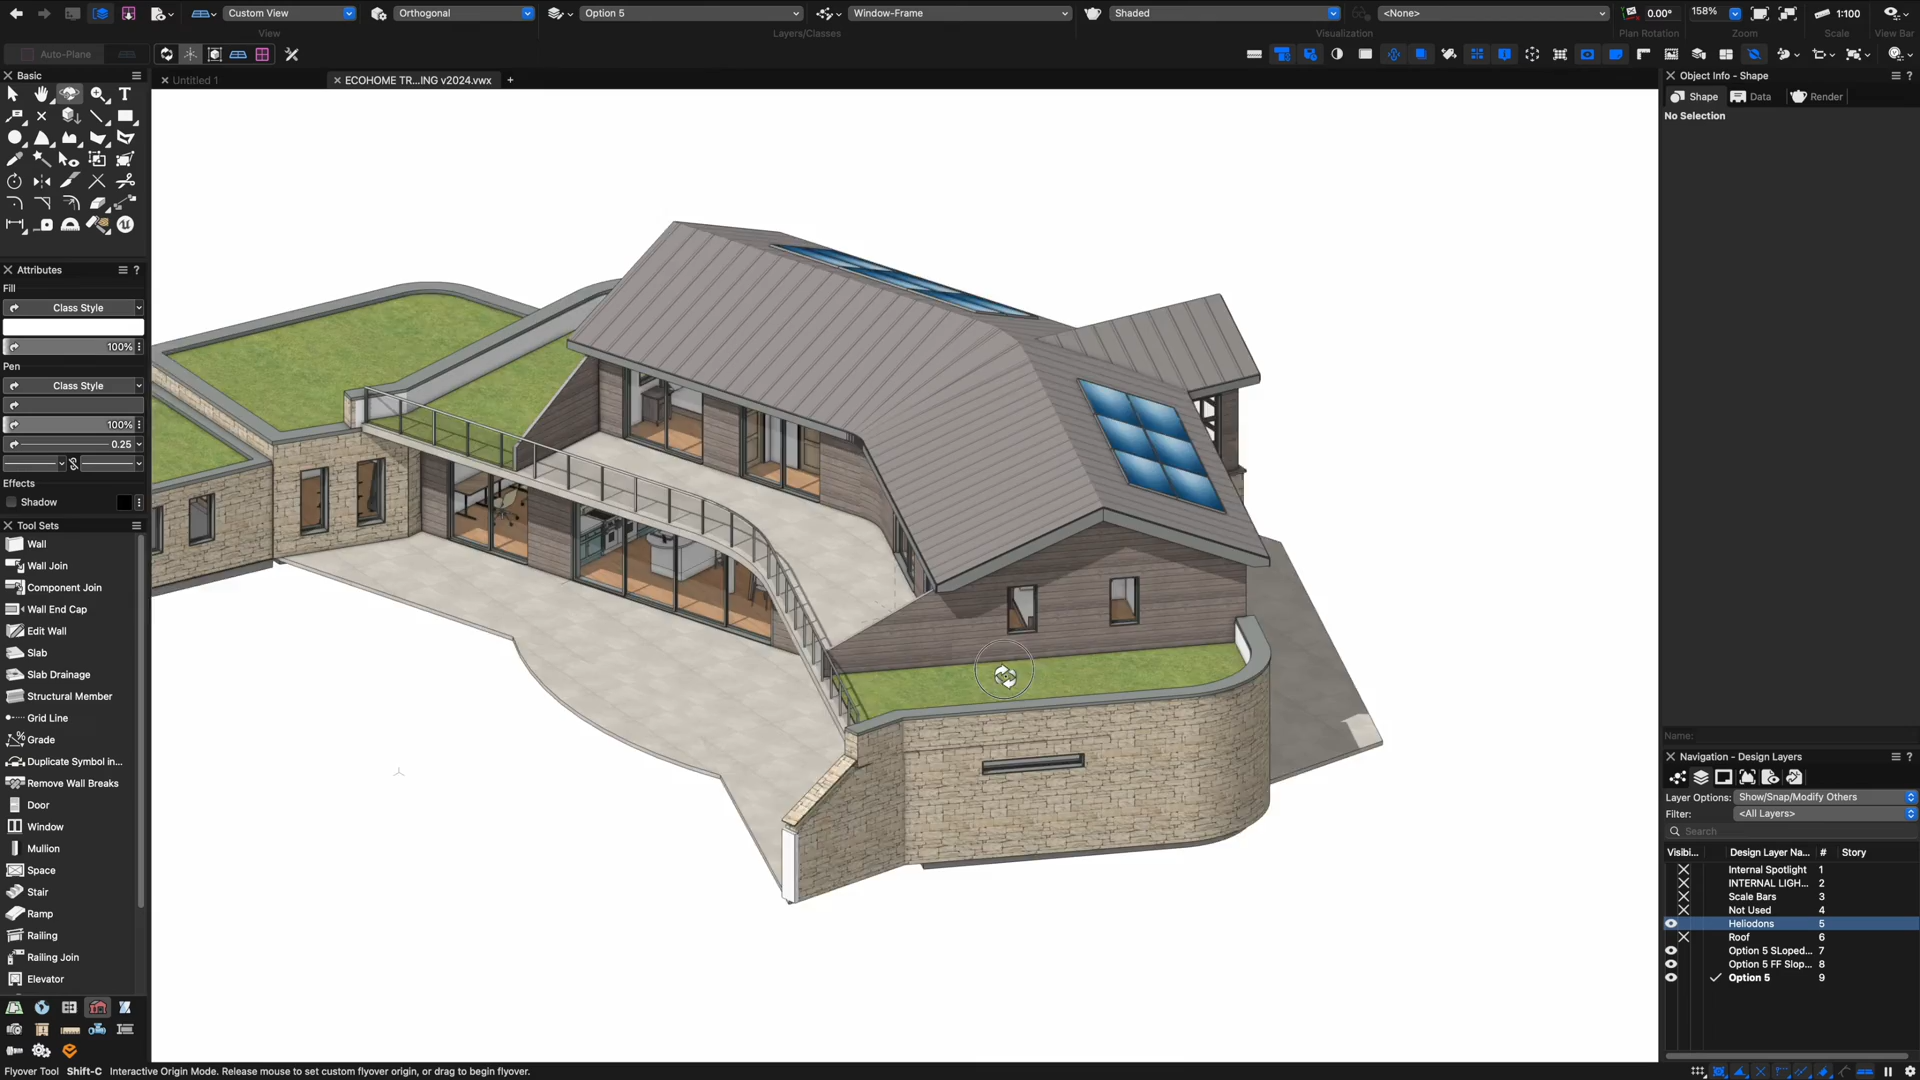 Custom View
Orthogonal
Option 5
Window-Frame
Shaded
<None>
0.00°
158%
1:100
View
Layers/Classes
Visualization
Plan Rotation
Zoom
Scale
View Bar
Auto-Plane
Basic
Untitled 1
ECOHOME TR...ING v2024.vwx
Object Info - Shape
Shape
Data
Render
No Selection
Attributes
Fill
Class Style
100%
Pen
Class Style
100%
0.25
Effects
Shadow
Tool Sets
Wall
Wall Join
Component Join
Wall End Cap
Edit Wall
Slab
Slab Drainage
Structural Member
Grid Line
Grade
Duplicate Symbol in...
Remove Wall Breaks
Door
Window
Mullion
Space
Stair
Ramp
Railing
Railing Join
Elevator
Name:
Navigation - Design Layers
Layer Options: Show/Snap/Modify Others
Filter: <All Layers>
Search
Visibi... Design Layer Na... # Story
Internal Spotlight 1
INTERNAL LIGH... 2
Scale Bars 3
Not Used 4
Heliodons 5
Roof 6
Option 5 SLoped... 7
Option 5 FF Slop... 8
Option 5 9
Flyover Tool Shift-C Interactive Origin Mode. Release mouse to set custom flyover origin, or drag to begin flyover.